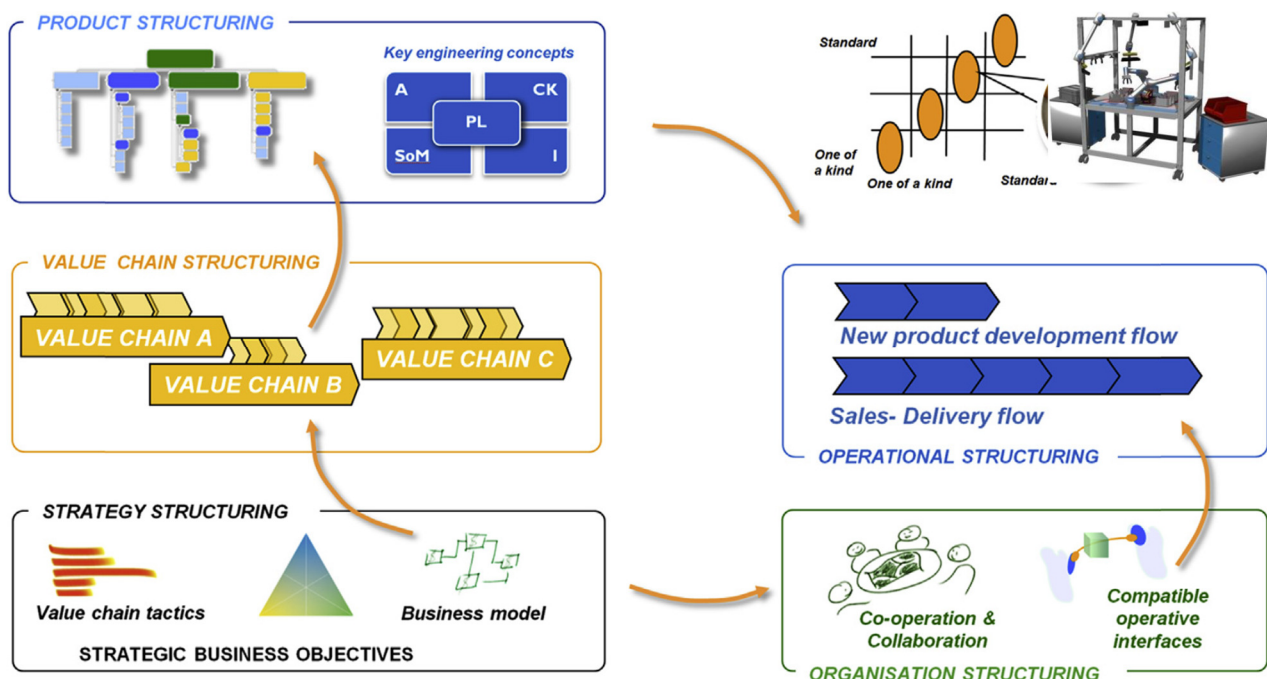 PRODUCT STRUCTURING
Key engineering concepts
A
CK
PL
SoM
I
Standard
One of
a kind
One of a kind
Standard
VALUE CHAIN STRUCTURING
VALUE CHAIN A
VALUE CHAIN B
VALUE CHAIN C
New product development flow
Sales- Delivery flow
OPERATIONAL STRUCTURING
STRATEGY STRUCTURING
Value chain tactics
Business model
STRATEGIC BUSINESS OBJECTIVES
Co-operation &
Collaboration
Compatible
operative
interfaces
ORGANISATION STRUCTURING